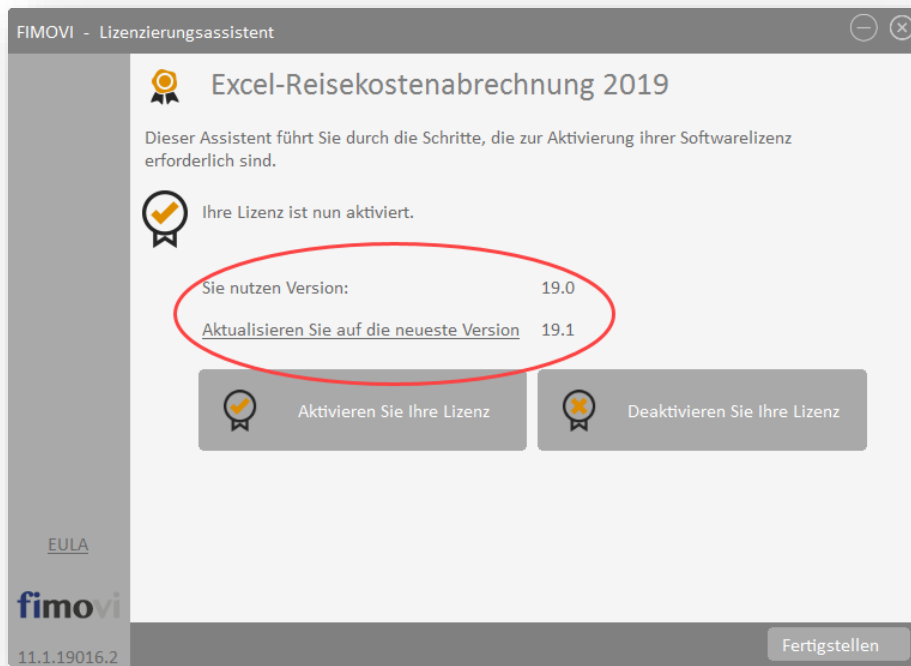 FIMOVI - Lizenzierungsassistent
Excel-Reisekostenabrechnung 2019
Dieser Assistent führt Sie durch die Schritte, die zur Aktivierung ihrer Softwarelizenz
erforderlich sind.
Ihre Lizenz ist nun aktiviert.
Sie nutzen Version: 19.0
Aktualisieren Sie auf die neueste Version 19.1
Aktivieren Sie Ihre Lizenz
Deaktivieren Sie Ihre Lizenz
EULA
fimovi
11.1.19016.2
Fertigstellen